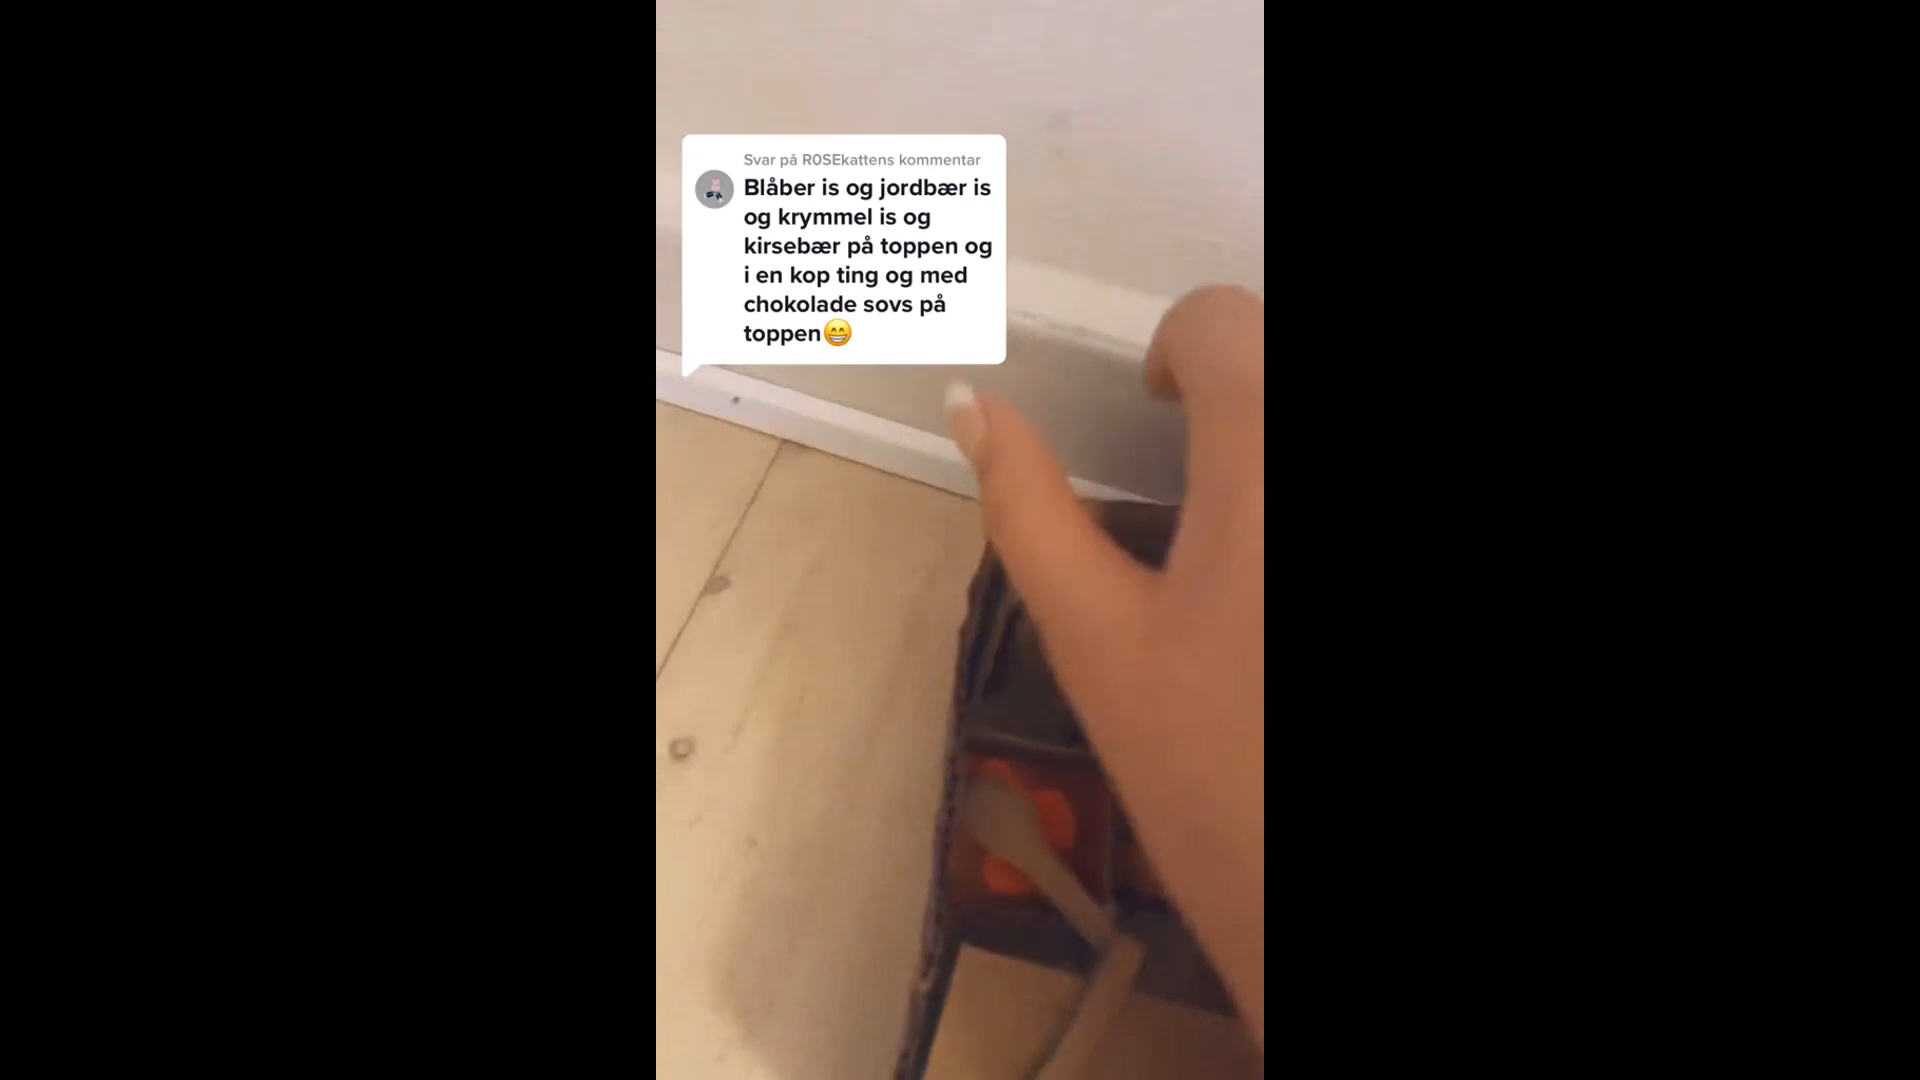 Svar på R0SEkattens kommentar
Blåber is og jordbær is
og krymmel is og
kirsebær på toppen og
i en kop ting og med
chokolade sovs på
toppen😁